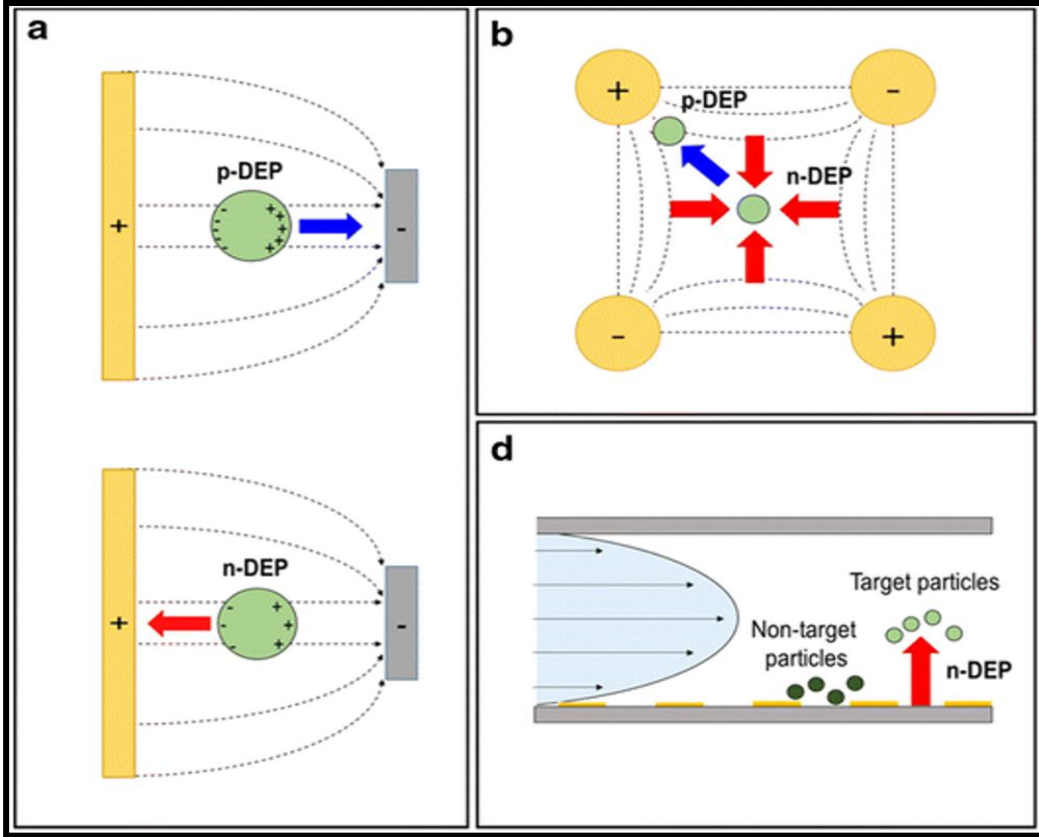 a
+
p-DEP
- + +
- +
- +
- + +
-
+
n-DEP
- +
- +
- +
-
b
+
-
p-DEP
n-DEP
-
+
d
Target particles
Non-target
particles
n-DEP